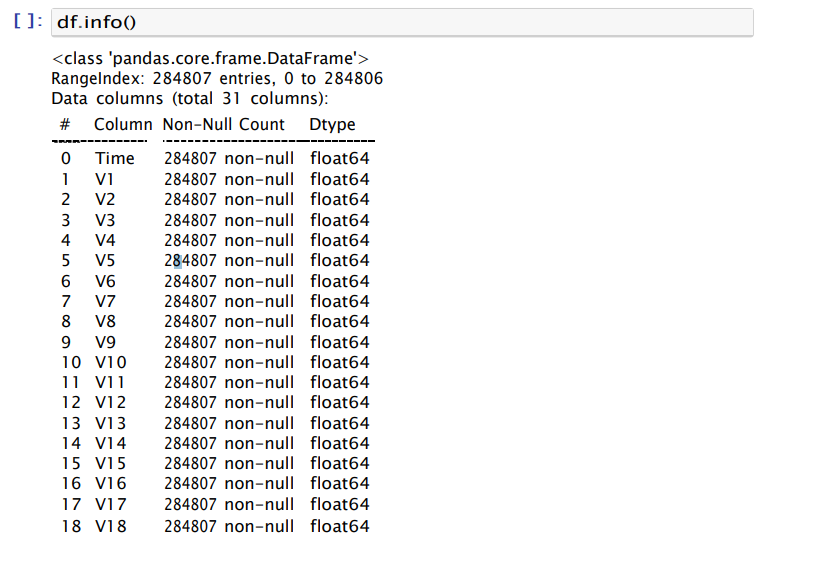 [ ]: df.info()
<class 'pandas.core.frame.DataFrame'>
RangeIndex: 284807 entries, 0 to 284806
Data columns (total 31 columns):
# Column Non-Null Count Dtype
0 Time 284807 non-null float64
1 V1 284807 non-null float64
2 V2 284807 non-null float64
3 V3 284807 non-null float64
4 V4 284807 non-null float64
5 V5 284807 non-null float64
6 V6 284807 non-null float64
7 V7 284807 non-null float64
8 V8 284807 non-null float64
9 V9 284807 non-null float64
10 V10 284807 non-null float64
11 V11 284807 non-null float64
12 V12 284807 non-null float64
13 V13 284807 non-null float64
14 V14 284807 non-null float64
15 V15 284807 non-null float64
16 V16 284807 non-null float64
17 V17 284807 non-null float64
18 V18 284807 non-null float64